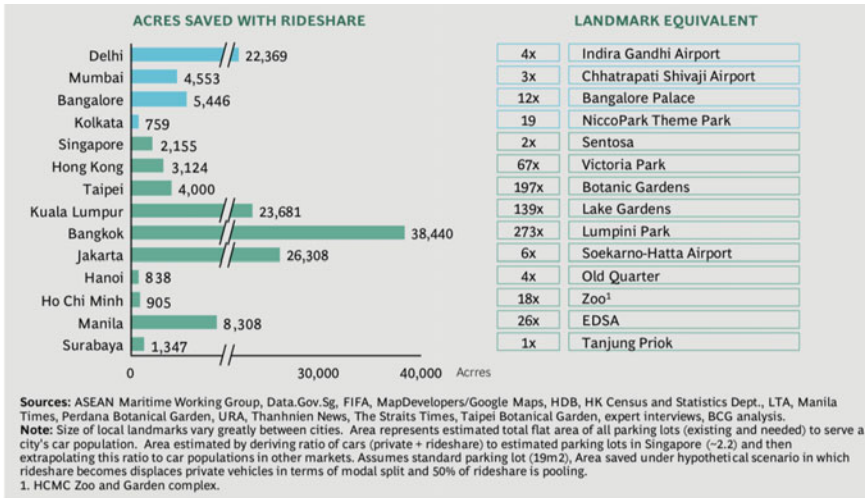 ACRES SAVED WITH RIDESHARE LANDMARK EQUIVALENT
Delhi 22,369 4x Indira Gandhi Airport
Mumbai 4,553 3x Chhatrapati Shivaji Airport
Bangalore 5,446 12x Bangalore Palace
Kolkata 759 19 NiccoPark Theme Park
Singapore 2,155 2x Sentosa
Hong Kong 3,124 67x Victoria Park
Taipei 4,000 197x Botanic Gardens
Kuala Lumpur 23,681 139x Lake Gardens
Bangkok 38,440 273x Lumpini Park
Jakarta 26,308 6x Soekarno-Hatta Airport
Hanoi 838 4x Old Quarter
Ho Chi Minh 905 18x Zoo¹
Manila 8,308 26x EDSA
Surabaya 1,347 1x Tanjung Priok
0 30,000 40,000 Acrres
Sources: ASEAN Maritime Working Group, Data.Gov.Sg, FIFA, MapDevelopers/Google Maps, HDB, HK Census and Statistics Dept., LTA, Manila
Times, Perdana Botanical Garden, URA, Thanhnien News, The Straits Times, Taipei Botanical Garden, expert interviews, BCG analysis.
Note: Size of local landmarks vary greatly between cities. Area represents estimated total flat area of all parking lots (existing and needed) to serve a
city's car population. Area estimated by deriving ratio of cars (private + rideshare) to estimated parking lots in Singapore (~2.2) and then
extrapolating this ratio to car populations in other markets. Assumes standard parking lot (19m2), Area saved under hypothetical scenario in which
rideshare becomes displaces private vehicles in terms of modal split and 50% of rideshare is pooling.
1. HCMC Zoo and Garden complex.